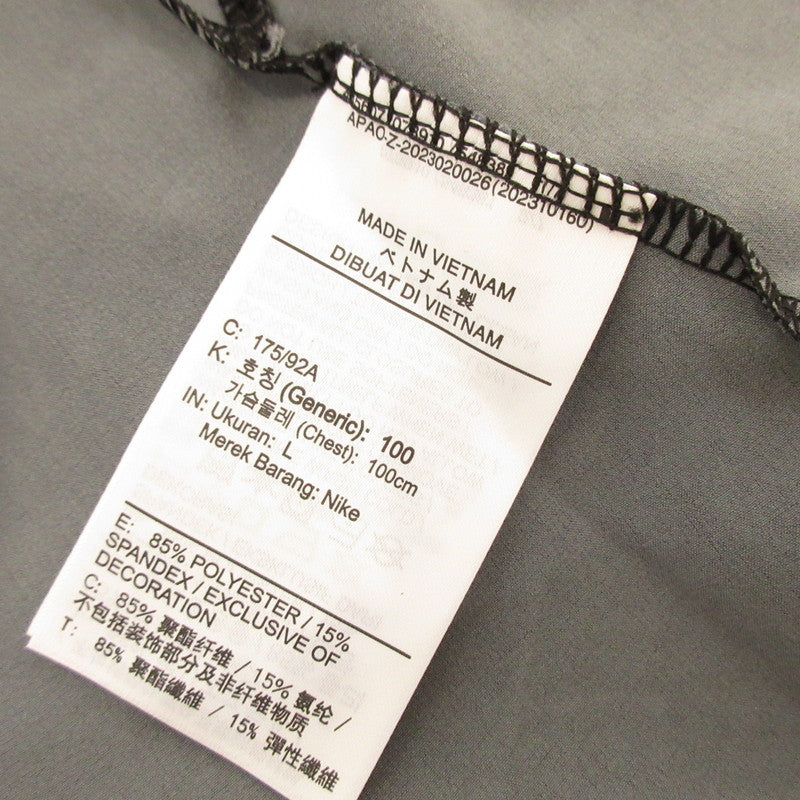 APAC-Z-2023020026(20231016U)
MADE IN VIETNAM
ベトナム製
DIBUAT DI VIETNAM
C: 175/92A
K: 호칭 (Generic): 100
가슴둘레 (Chest): 100cm
IN: Ukuran: L
Merek Barang: Nike
E: 85% POLYESTER / 15%
SPANDEX / EXCLUSIVE OF
DECORATION
C: 85% 聚酯纤维 / 15% 氨纶 /
不包括装饰部分及非纤维物质
T: 85% 聚酯纖維 / 15% 彈性纖維